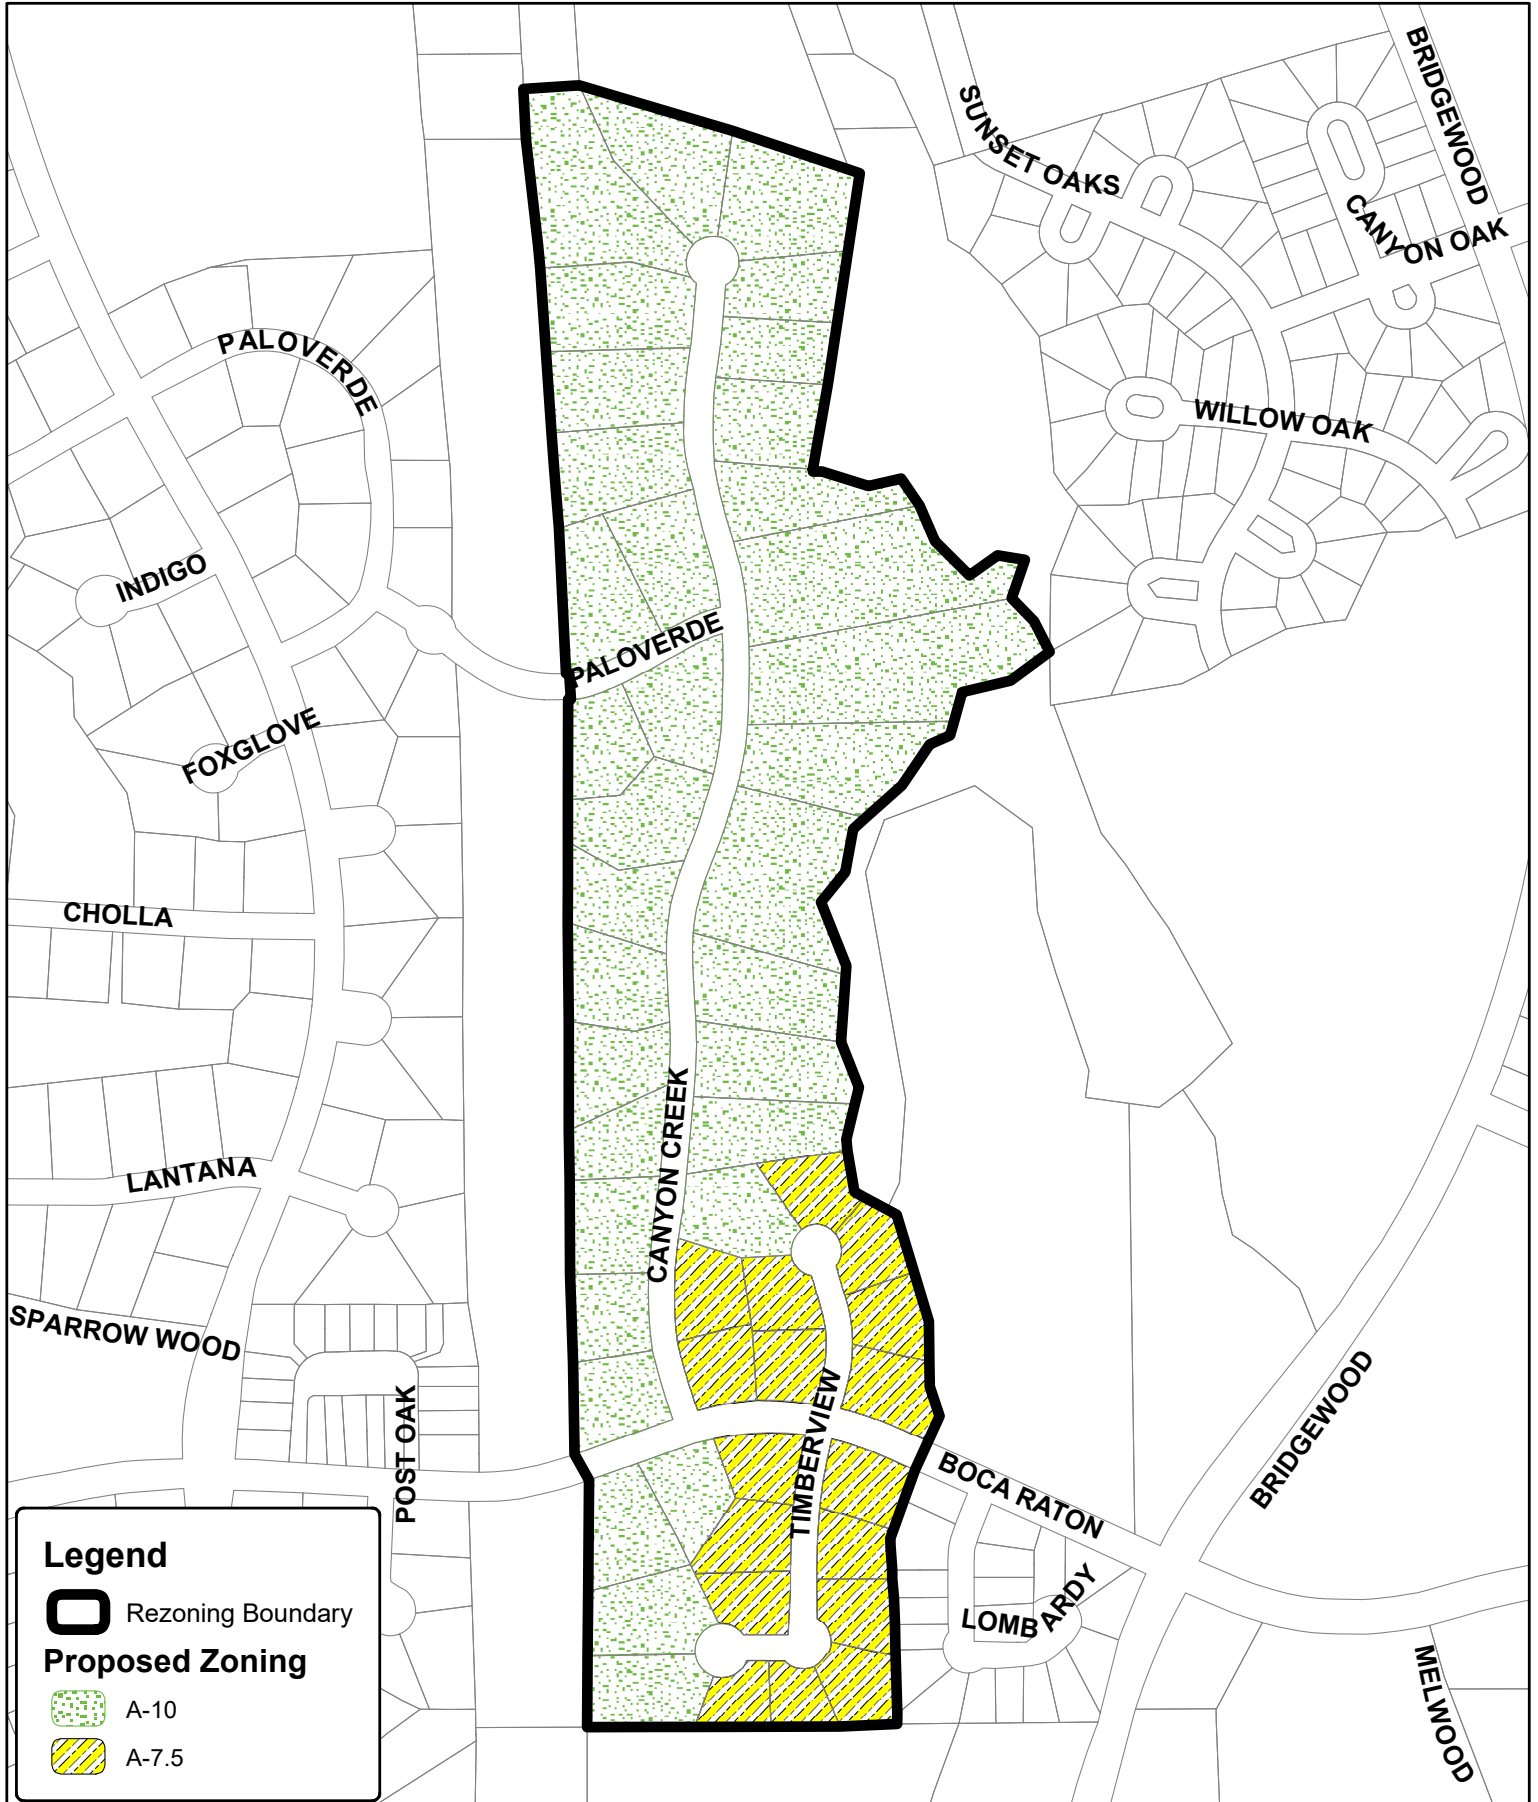 BRIDGEWOOD
SUNSET OAKS
CANYON OAK
PALOVERDE
WILLOW OAK
INDIGO
PALOVERDE
FOXGLOVE
CHOLLA
CANYON CREEK
LANTANA
SPARROW WOOD
TIMBERVIEW
POST OAK
BRIDGEWOOD
BOCA RATON
LOMBARDY
MELWOOD
Legend
Rezoning Boundary
Proposed Zoning
A-10
A-7.5